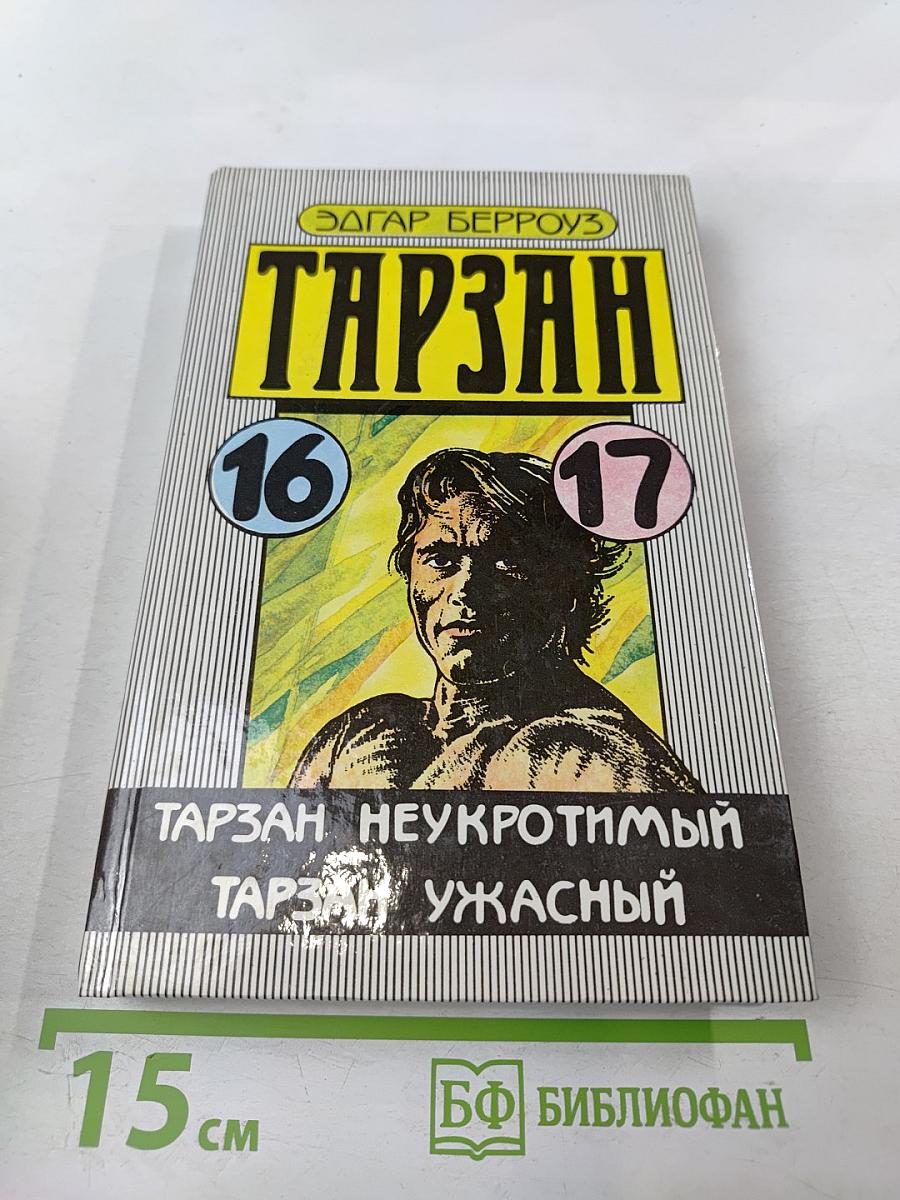 ЭДГАР БЕРРОУЗ
ТАРЗАН
16
17
ТАРЗАН НЕУКРОТИМЫЙ
ТАРЗАН УЖАСНЫЙ
15 см
БФ БИБЛИОФАН